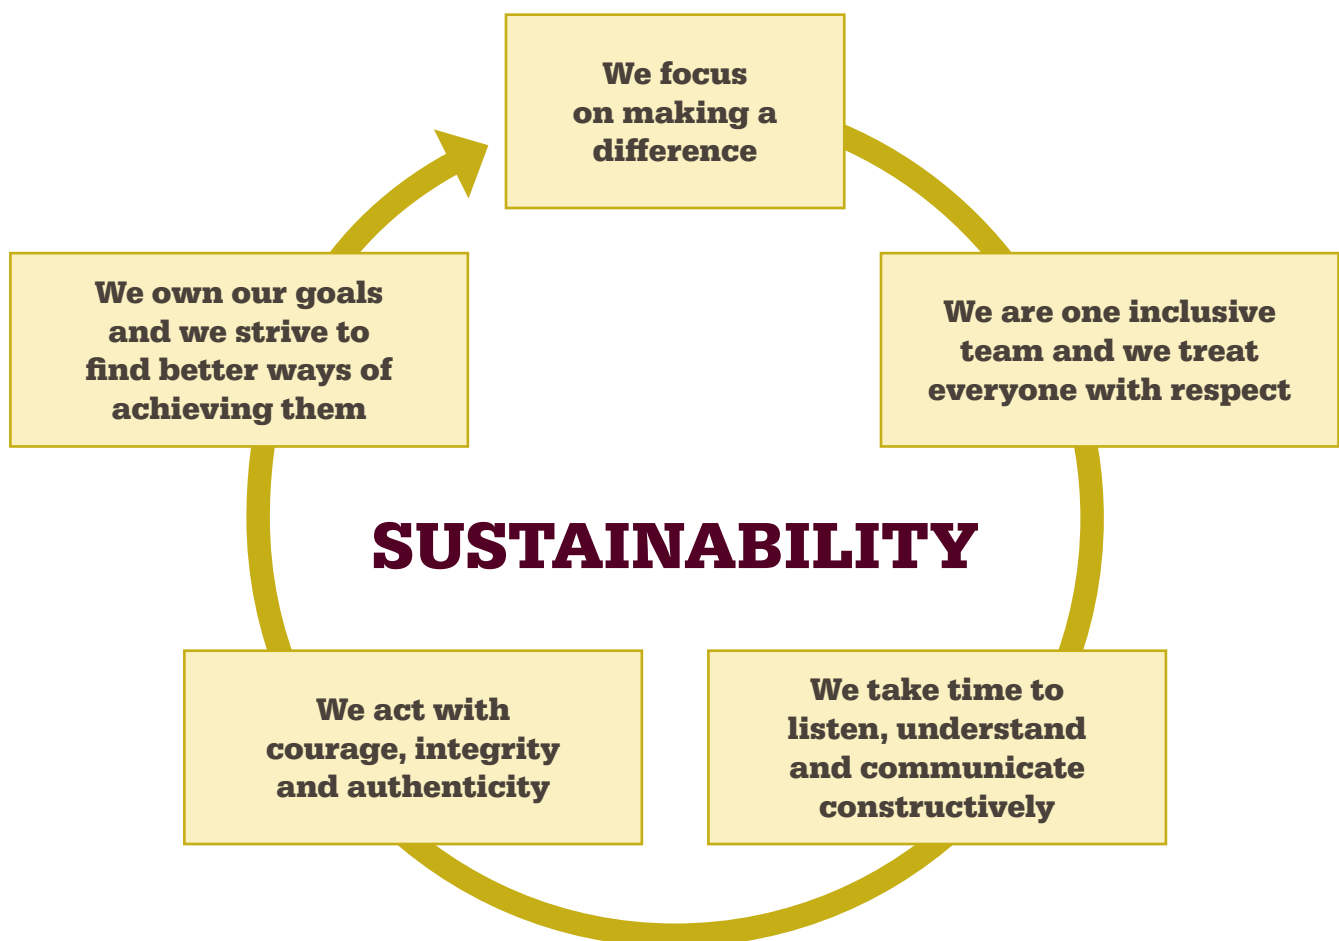 We focus
on making a
difference
We are one inclusive
team and we treat
everyone with respect
We take time to
listen, understand
and communicate
constructively
We act with
courage, integrity
and authenticity
We own our goals
and we strive to
find better ways of
achieving them
SUSTAINABILITY